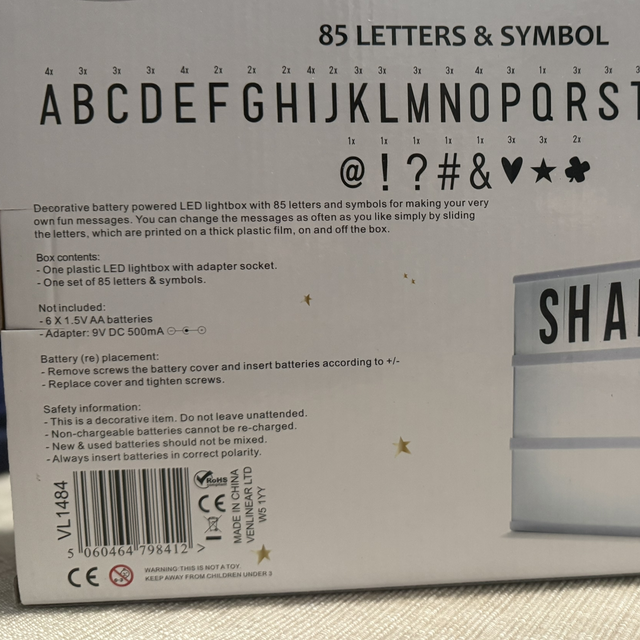 85 LETTERS & SYMBOL
4x 3x 3x 3x 4x 2x 2x 2x 4x 2x 3x 3x 3x 3x 4x 3x 1x 3x 3x
A B C D E F G H I J K L M N O P Q R S T
1x 1x 1x 1x 1x 3x 3x 2x
@ ! ? # & ♥ ★ ♣
Decorative battery powered LED lightbox with 85 letters and symbols for making your very
own fun messages. You can change the messages as often as you like simply by sliding
the letters, which are printed on a thick plastic film, on and off the box.
Box contents:
- One plastic LED lightbox with adapter socket.
- One set of 85 letters & symbols.
Not included:
- 6 X 1.5V AA batteries
- Adapter: 9V DC 500mA
Battery (re) placement:
- Remove screws the battery cover and insert batteries according to +/-
- Replace cover and tighten screws.
Safety information:
- This is a decorative item. Do not leave unattended.
- Non-chargeable batteries cannot be re-charged.
- New & used batteries should not be mixed.
- Always insert batteries in correct polarity.
VL1484
5 060464 798412 >
RoHS
CE
MADE IN CHINA
VENLINEAR LTD
W5 1YY
CE
WARNING: THIS IS NOT A TOY.
KEEP AWAY FROM CHILDREN UNDER 3
SHA